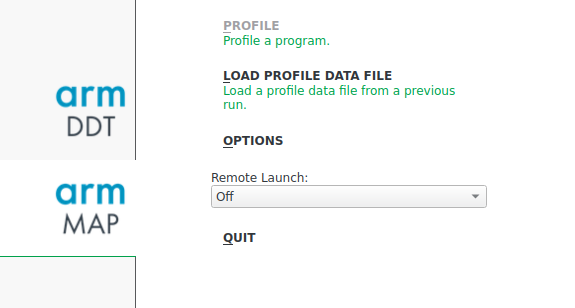 arm
DDT
arm
MAP
PROFILE
Profile a program.
LOAD PROFILE DATA FILE
Load a profile data file from a previous
run.
OPTIONS
Remote Launch:
Off
QUIT